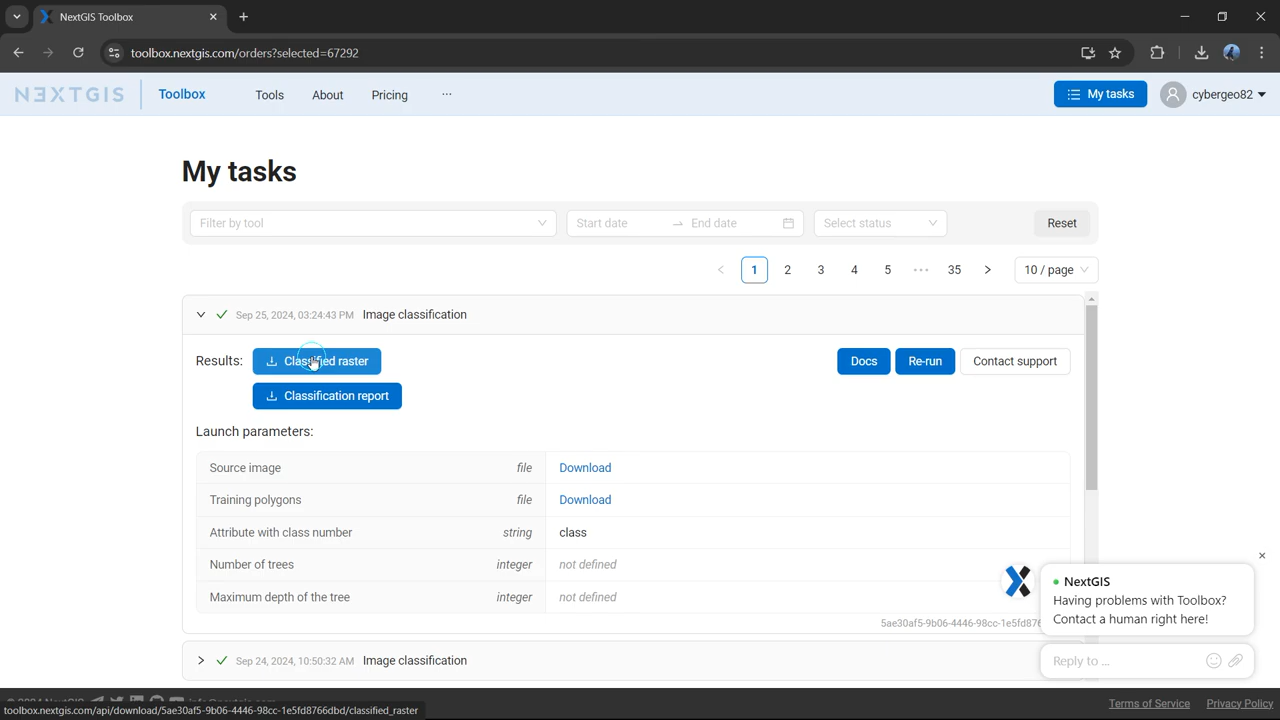 NextGIS Toolbox
toolbox.nextgis.com/orders?selected=67292
NEXTGIS Toolbox Tools About Pricing ··· My tasks cybergeo82
My tasks
Filter by tool Start date → End date Select status Reset
1 2 3 4 5 ··· 35 10 / page
Sep 25, 2024, 03:24:43 PM Image classification
Results: Classified raster Docs Re-run Contact support
Classification report
Launch parameters:
Source image file Download
Training polygons file Download
Attribute with class number string class
Number of trees integer not defined
Maximum depth of the tree integer not defined
NextGIS
Having problems with Toolbox?
Contact a human right here!
5ae30af5-9b06-4446-98cc-1e5fd876
Sep 24, 2024, 10:50:32 AM Image classification
Reply to ...
Terms of Service Privacy Policy
toolbox.nextgis.com/api/download/5ae30af5-9b06-4446-98cc-1e5fd8766dbd/classified_raster